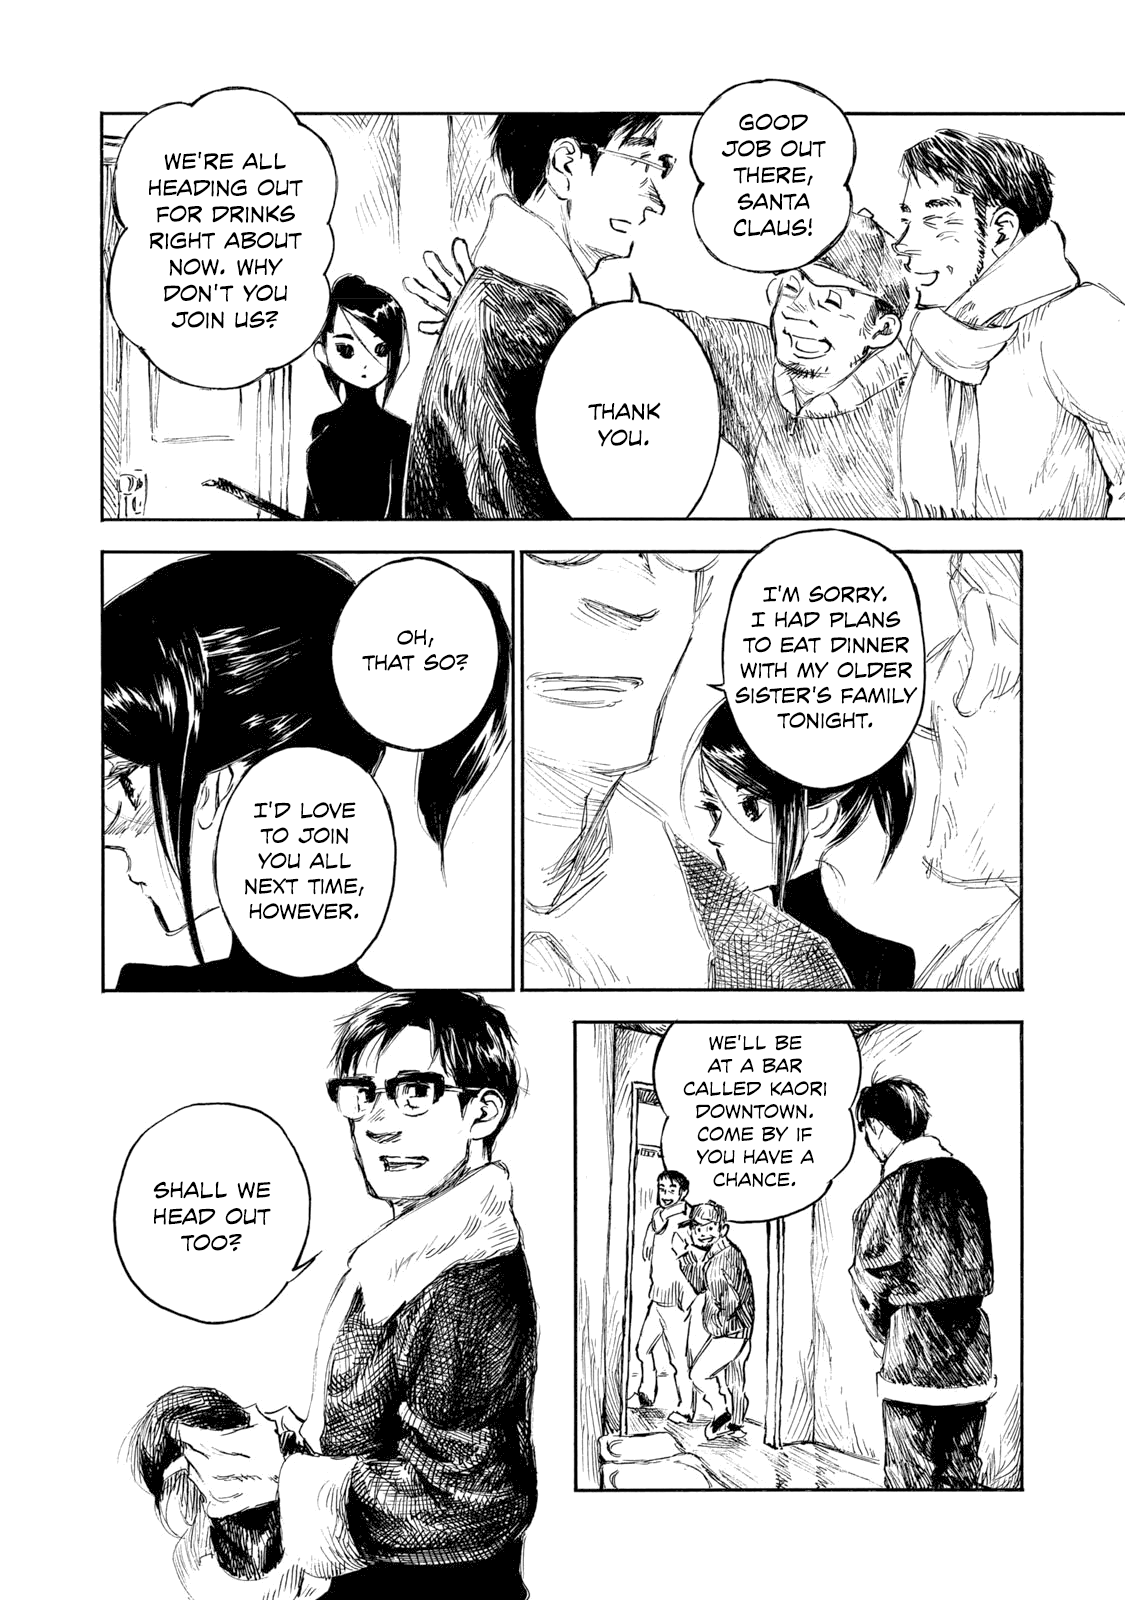 GOOD
JOB OUT
THERE,
SANTA
CLAUS!
THANK
YOU.
WE'RE ALL
HEADING OUT
FOR DRINKS
RIGHT ABOUT
NOW. WHY
DON'T YOU
JOIN US?
I'M SORRY.
I HAD PLANS
TO EAT DINNER
WITH MY OLDER
SISTER'S FAMILY
TONIGHT.
OH,
THAT SO?
I'D LOVE
TO JOIN
YOU ALL
NEXT TIME,
HOWEVER.
WE'LL BE
AT A BAR
CALLED KAORI
DOWNTOWN.
COME BY IF
YOU HAVE A
CHANCE.
SHALL WE
HEAD OUT
TOO?